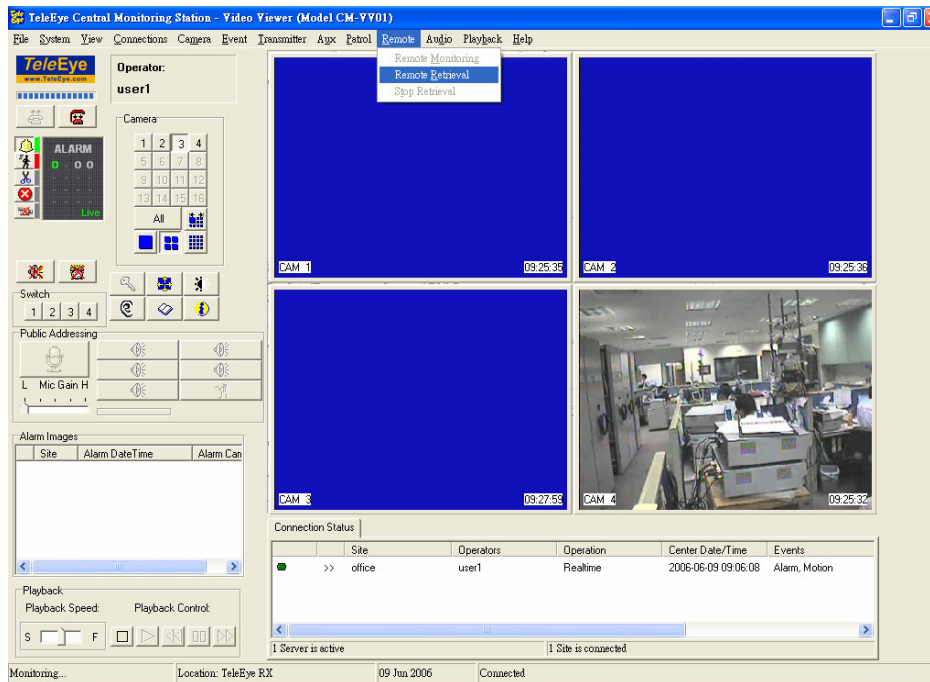 TeleEye Central Monitoring Station - Video Viewer (Model CM-VV01)
File System View Connections Camera Event Transmitter Aux Patrol Remote Audio Playback Help
Remote Monitoring
Remote Retrieval
Stop Retrieval
TeleEye
www.TeleEye.com
Operator:
user1
Camera
1 2 3 4
5 6 7 8
9 10 11 12
13 14 15 16
All
ALARM
0 0 0
Live
Switch
1 2 3 4
Public Addressing
L Mic Gain H
Alarm Images
Site Alarm DateTime Alarm Can
Playback
Playback Speed: Playback Control:
S F
CAM 1 09:25:35
CAM 2 09:25:36
CAM 3 09:27:59
CAM 4 09:25:32
Connection Status
Site Operators Operation Center Date/Time Events
>> office user1 Realtime 2006-06-09 09:06:08 Alarm, Motion
1 Server is active 1 Site is connected
Monitoring... Location: TeleEye RX 09 Jun 2006 Connected